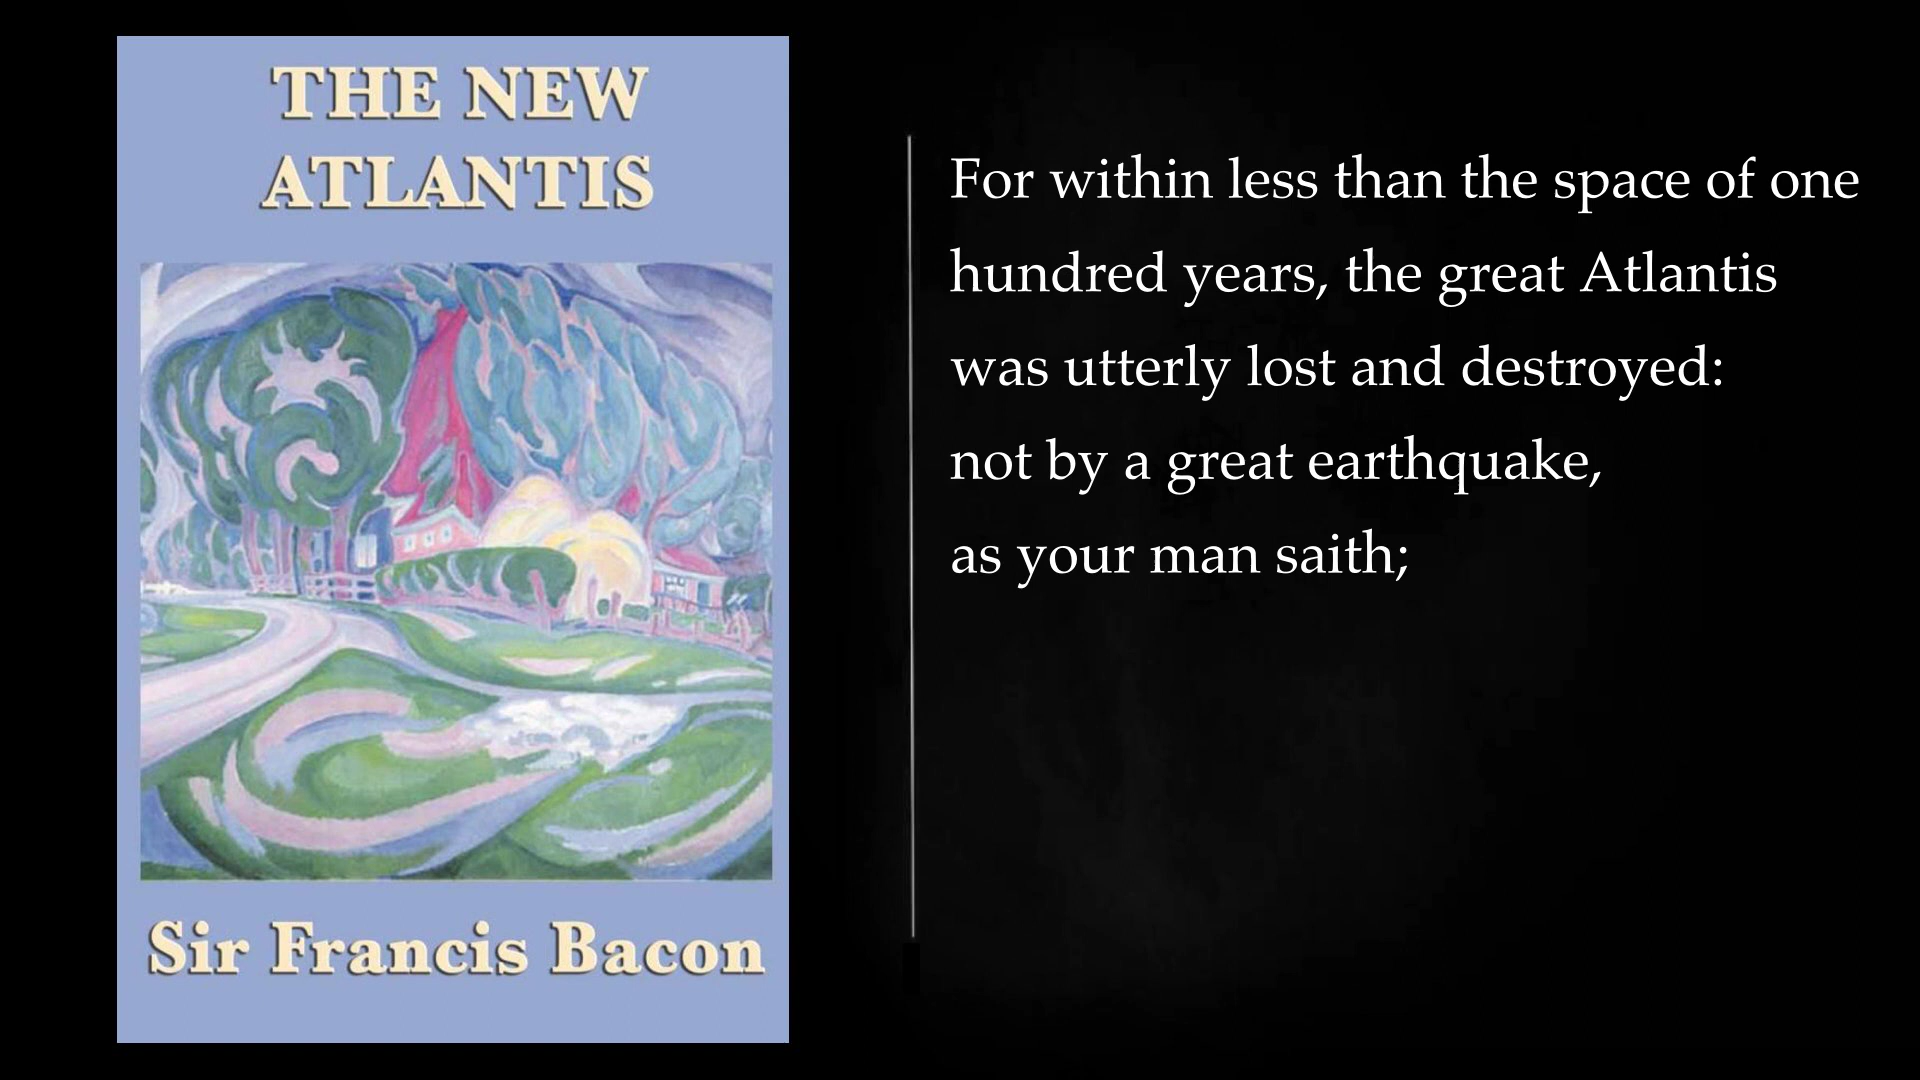 THE NEW
ATLANTIS
Sir Francis Bacon
For within less than the space of one
hundred years, the great Atlantis
was utterly lost and destroyed:
not by a great earthquake,
as your man saith;